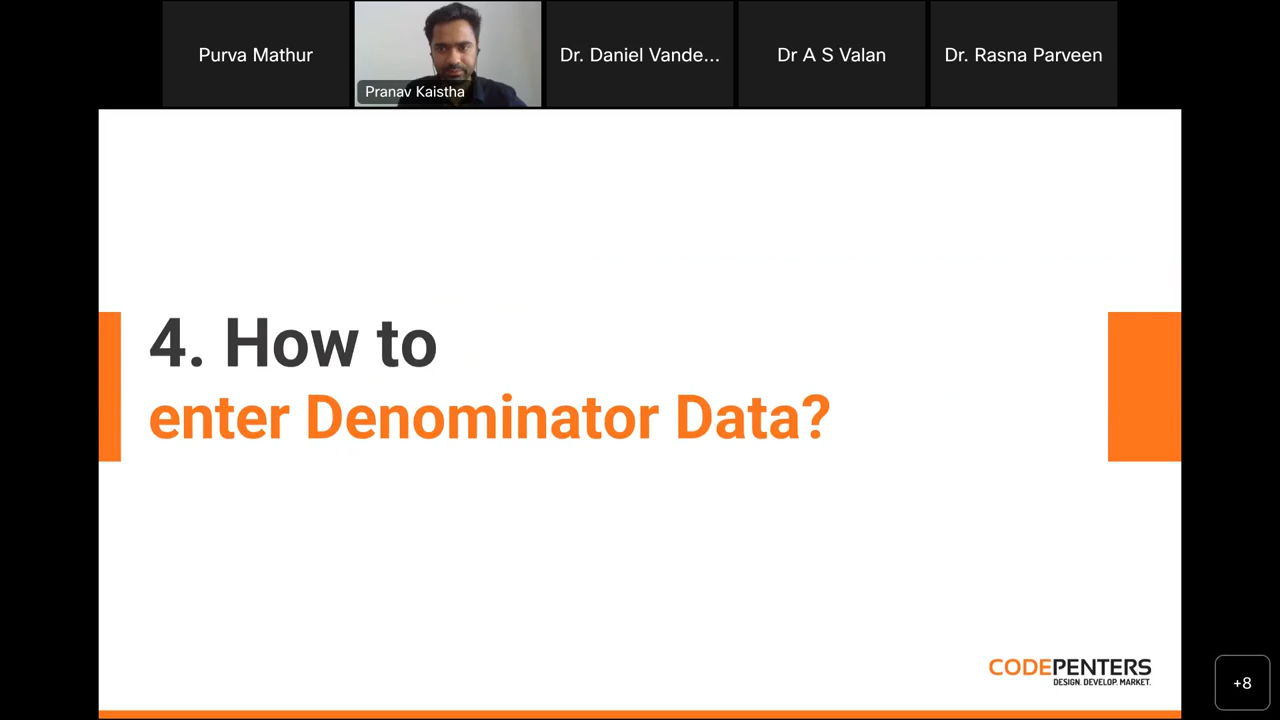 Purva Mathur
Pranav Kaistha
Dr. Daniel Vande...
Dr A S Valan
Dr. Rasna Parveen
4. How to
enter Denominator Data?
CODEPENTERS
DESIGN. DEVELOP. MARKET.
+8